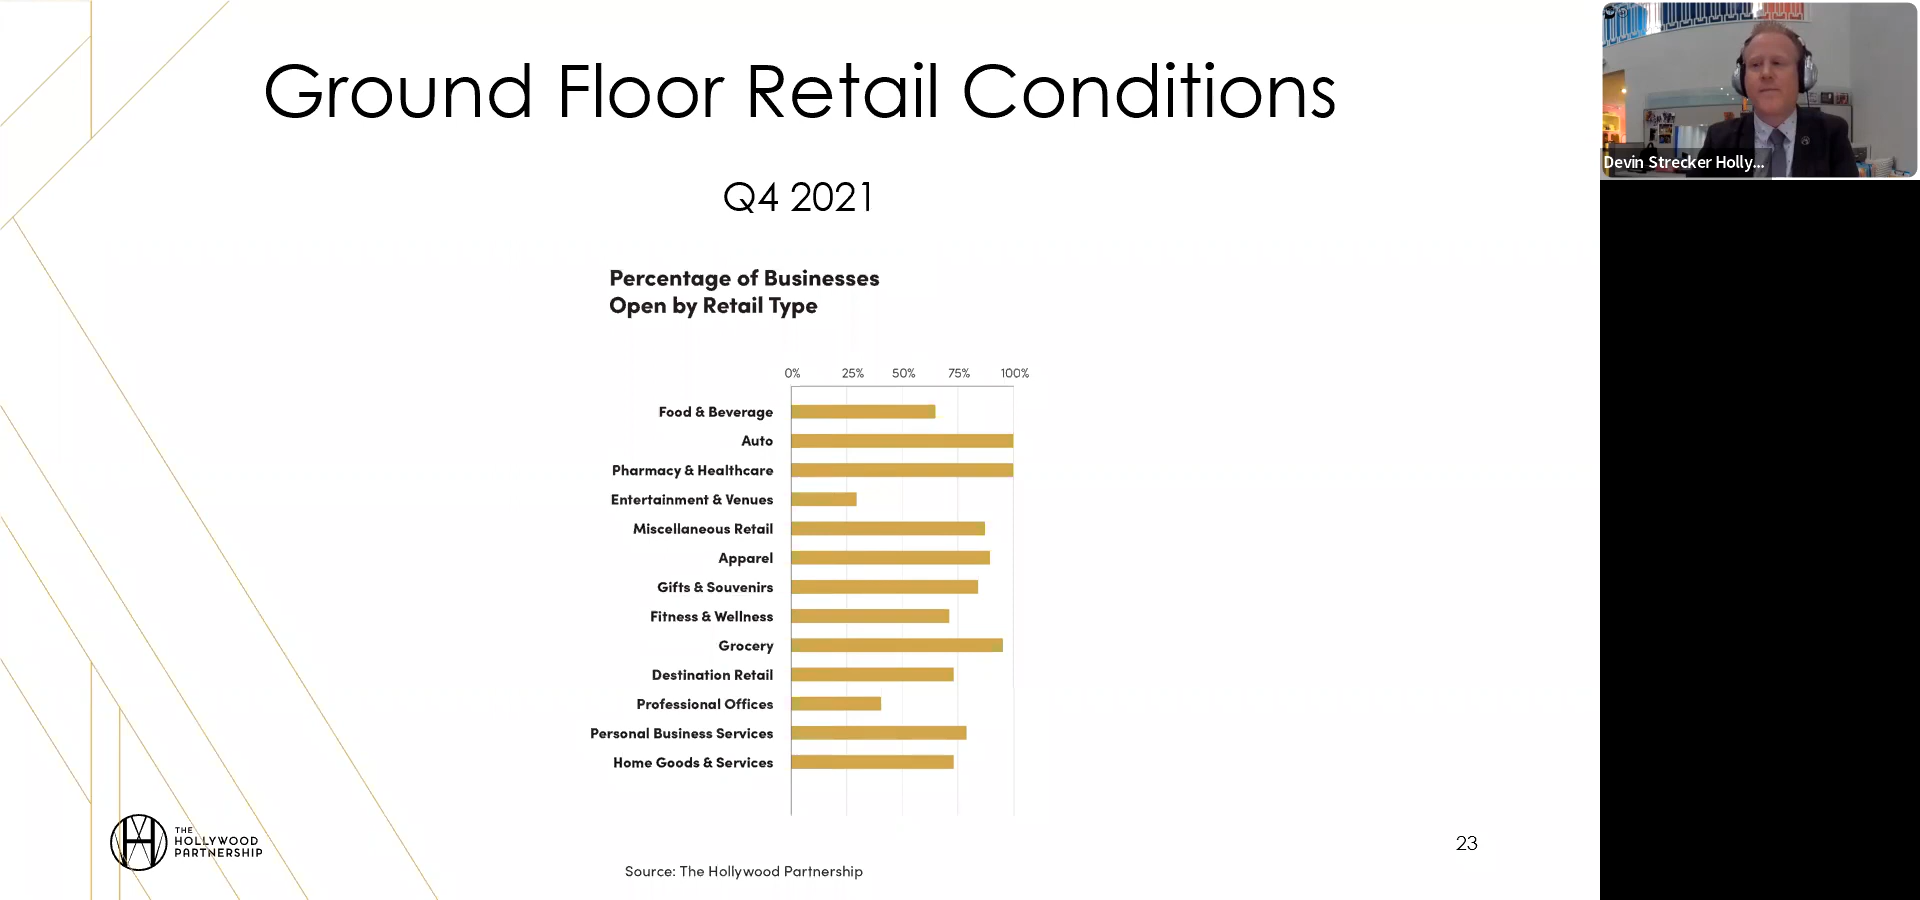 Ground Floor Retail Conditions
Q4 2021
Percentage of Businesses
Open by Retail Type
0% 25% 50% 75% 100%
Food & Beverage
Auto
Pharmacy & Healthcare
Entertainment & Venues
Miscellaneous Retail
Apparel
Gifts & Souvenirs
Fitness & Wellness
Grocery
Destination Retail
Professional Offices
Personal Business Services
Home Goods & Services
THE
HOLLYWOOD
PARTNERSHIP
Source: The Hollywood Partnership
23
Devin Strecker Holly...